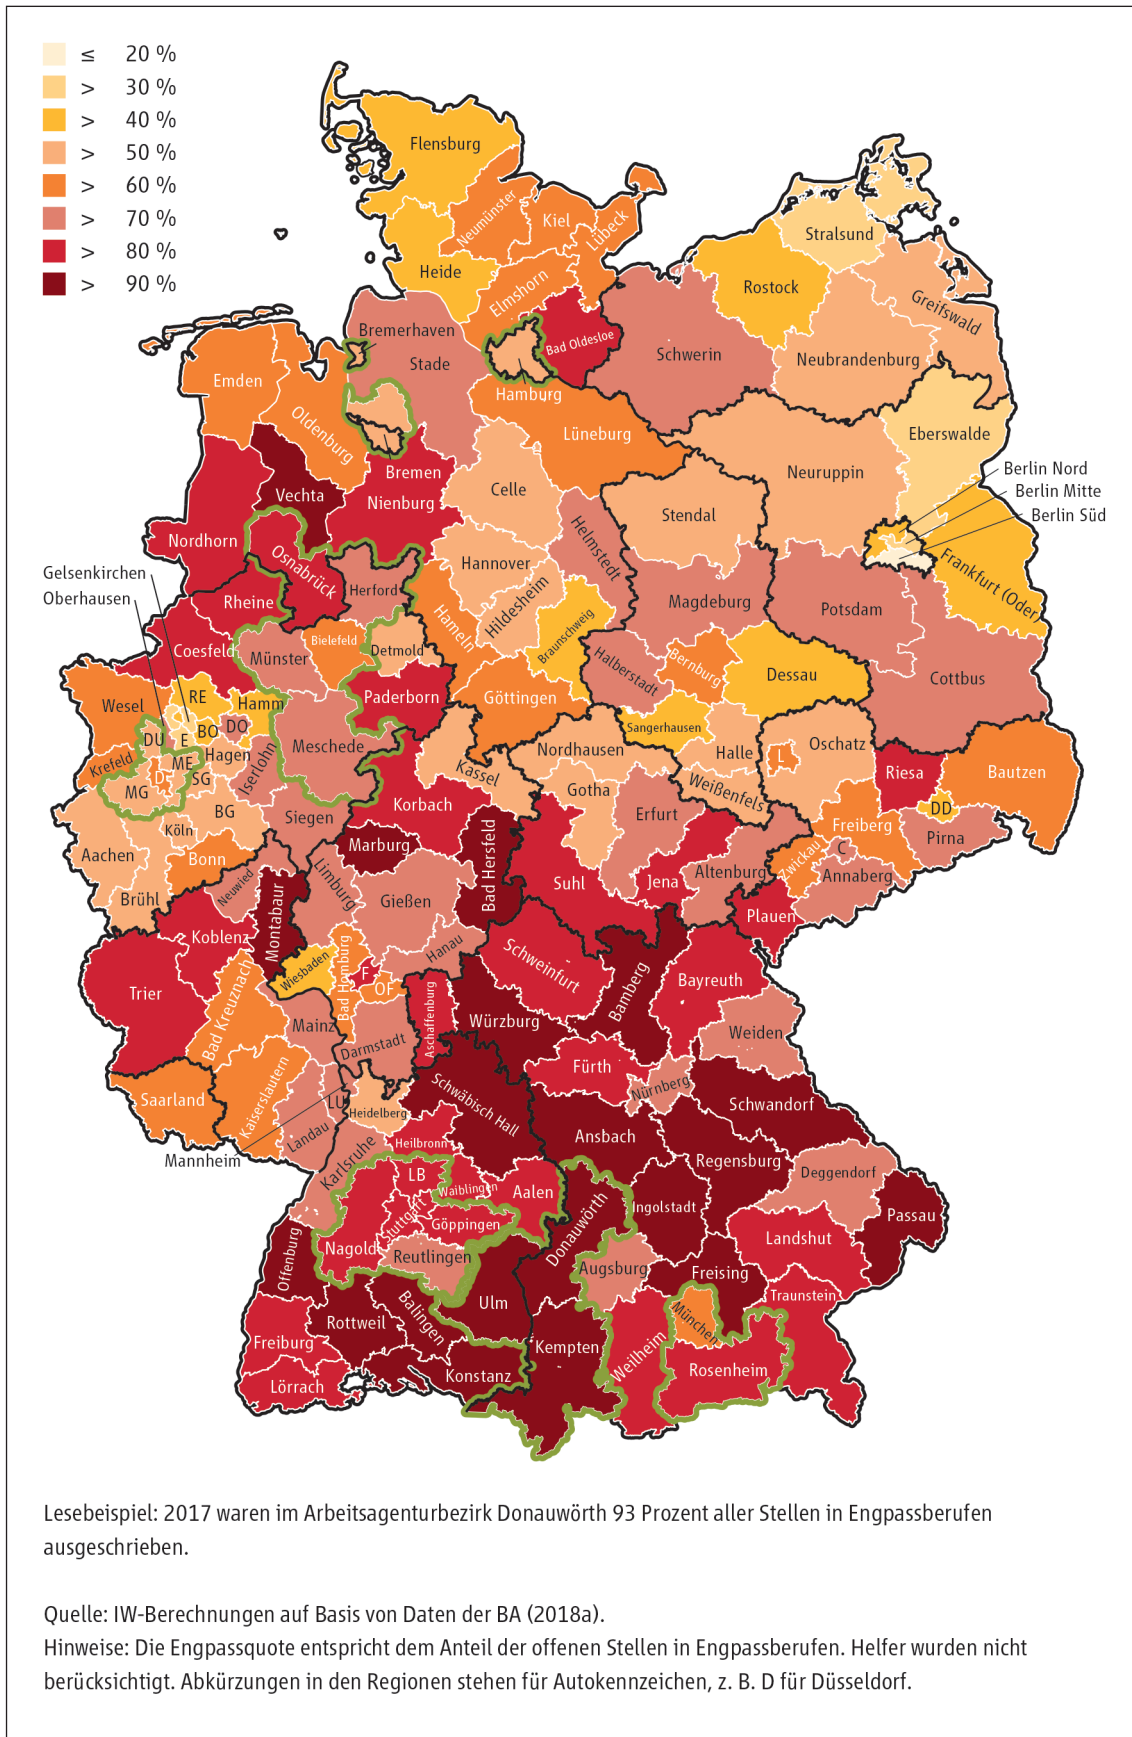 ≤ 20 %
> 30 %
> 40 %
> 50 %
> 60 %
> 70 %
> 80 %
> 90 %
Flensburg
Neumünster
Kiel
Lübeck
Heide
Elmshorn
Stralsund
Rostock
Greifswald
Bremerhaven
Stade
Bad Oldesloe
Schwerin
Neubrandenburg
Emden
Hamburg
Oldenburg
Lüneburg
Eberswalde
Bremen
Neuruppin
Berlin Nord
Berlin Mitte
Berlin Süd
Vechta
Nienburg
Celle
Stendal
Nordhorn
Osnabrück
Helmstedt
Hannover
Frankfurt (Oder)
Gelsenkirchen
Oberhausen
Rheine
Herford
Hildesheim
Magdeburg
Potsdam
Hameln
Braunschweig
Coesfeld
Münster
Bielefeld
Detmold
Halberstadt
Bernburg
Dessau
Cottbus
Wesel
RE
Hamm
Paderborn
Göttingen
Sangerhausen
DU
E
BO
DO
Meschede
Nordhausen
Halle
Oschatz
L
Krefeld
D
ME
Hagen
SG
Iserlohn
Kassel
Weißenfels
Riesa
Bautzen
MG
Gotha
DD
Korbach
Erfurt
Köln
BG
Siegen
Freiberg
Pirna
Aachen
Bonn
Marburg
Bad Hersfeld
Zwickau
C
Annaberg
Brühl
Neuwied
Limburg
Gießen
Suhl
Jena
Altenburg
Montabaur
Plauen
Koblenz
Hanau
Wiesbaden
Bad Homburg
F
OF
Schweinfurt
Bamberg
Bayreuth
Trier
Bad Kreuznach
Mainz
Aschaffenburg
Würzburg
Weiden
Darmstadt
Fürth
Nürnberg
Saarland
Kaiserslautern
LU
Heidelberg
Schwäbisch Hall
Schwandorf
Landau
Mannheim
Karlsruhe
Heilbronn
Ansbach
Regensburg
Deggendorf
LB
Waiblingen
Aalen
Ingolstadt
Passau
Stuttgart
Göppingen
Donauwörth
Landshut
Nagold
Reutlingen
Offenburg
Augsburg
Freising
Traunstein
Ulm
Balingen
Rottweil
München
Freiburg
Kempten
Weilheim
Rosenheim
Lörrach
Konstanz
Lesebeispiel: 2017 waren im Arbeitsagenturbezirk Donauwörth 93 Prozent aller Stellen in Engpassberufen
ausgeschrieben.
Quelle: IW-Berechnungen auf Basis von Daten der BA (2018a).
Hinweise: Die Engpassquote entspricht dem Anteil der offenen Stellen in Engpassberufen. Helfer wurden nicht
berücksichtigt. Abkürzungen in den Regionen stehen für Autokennzeichen, z. B. D für Düsseldorf.